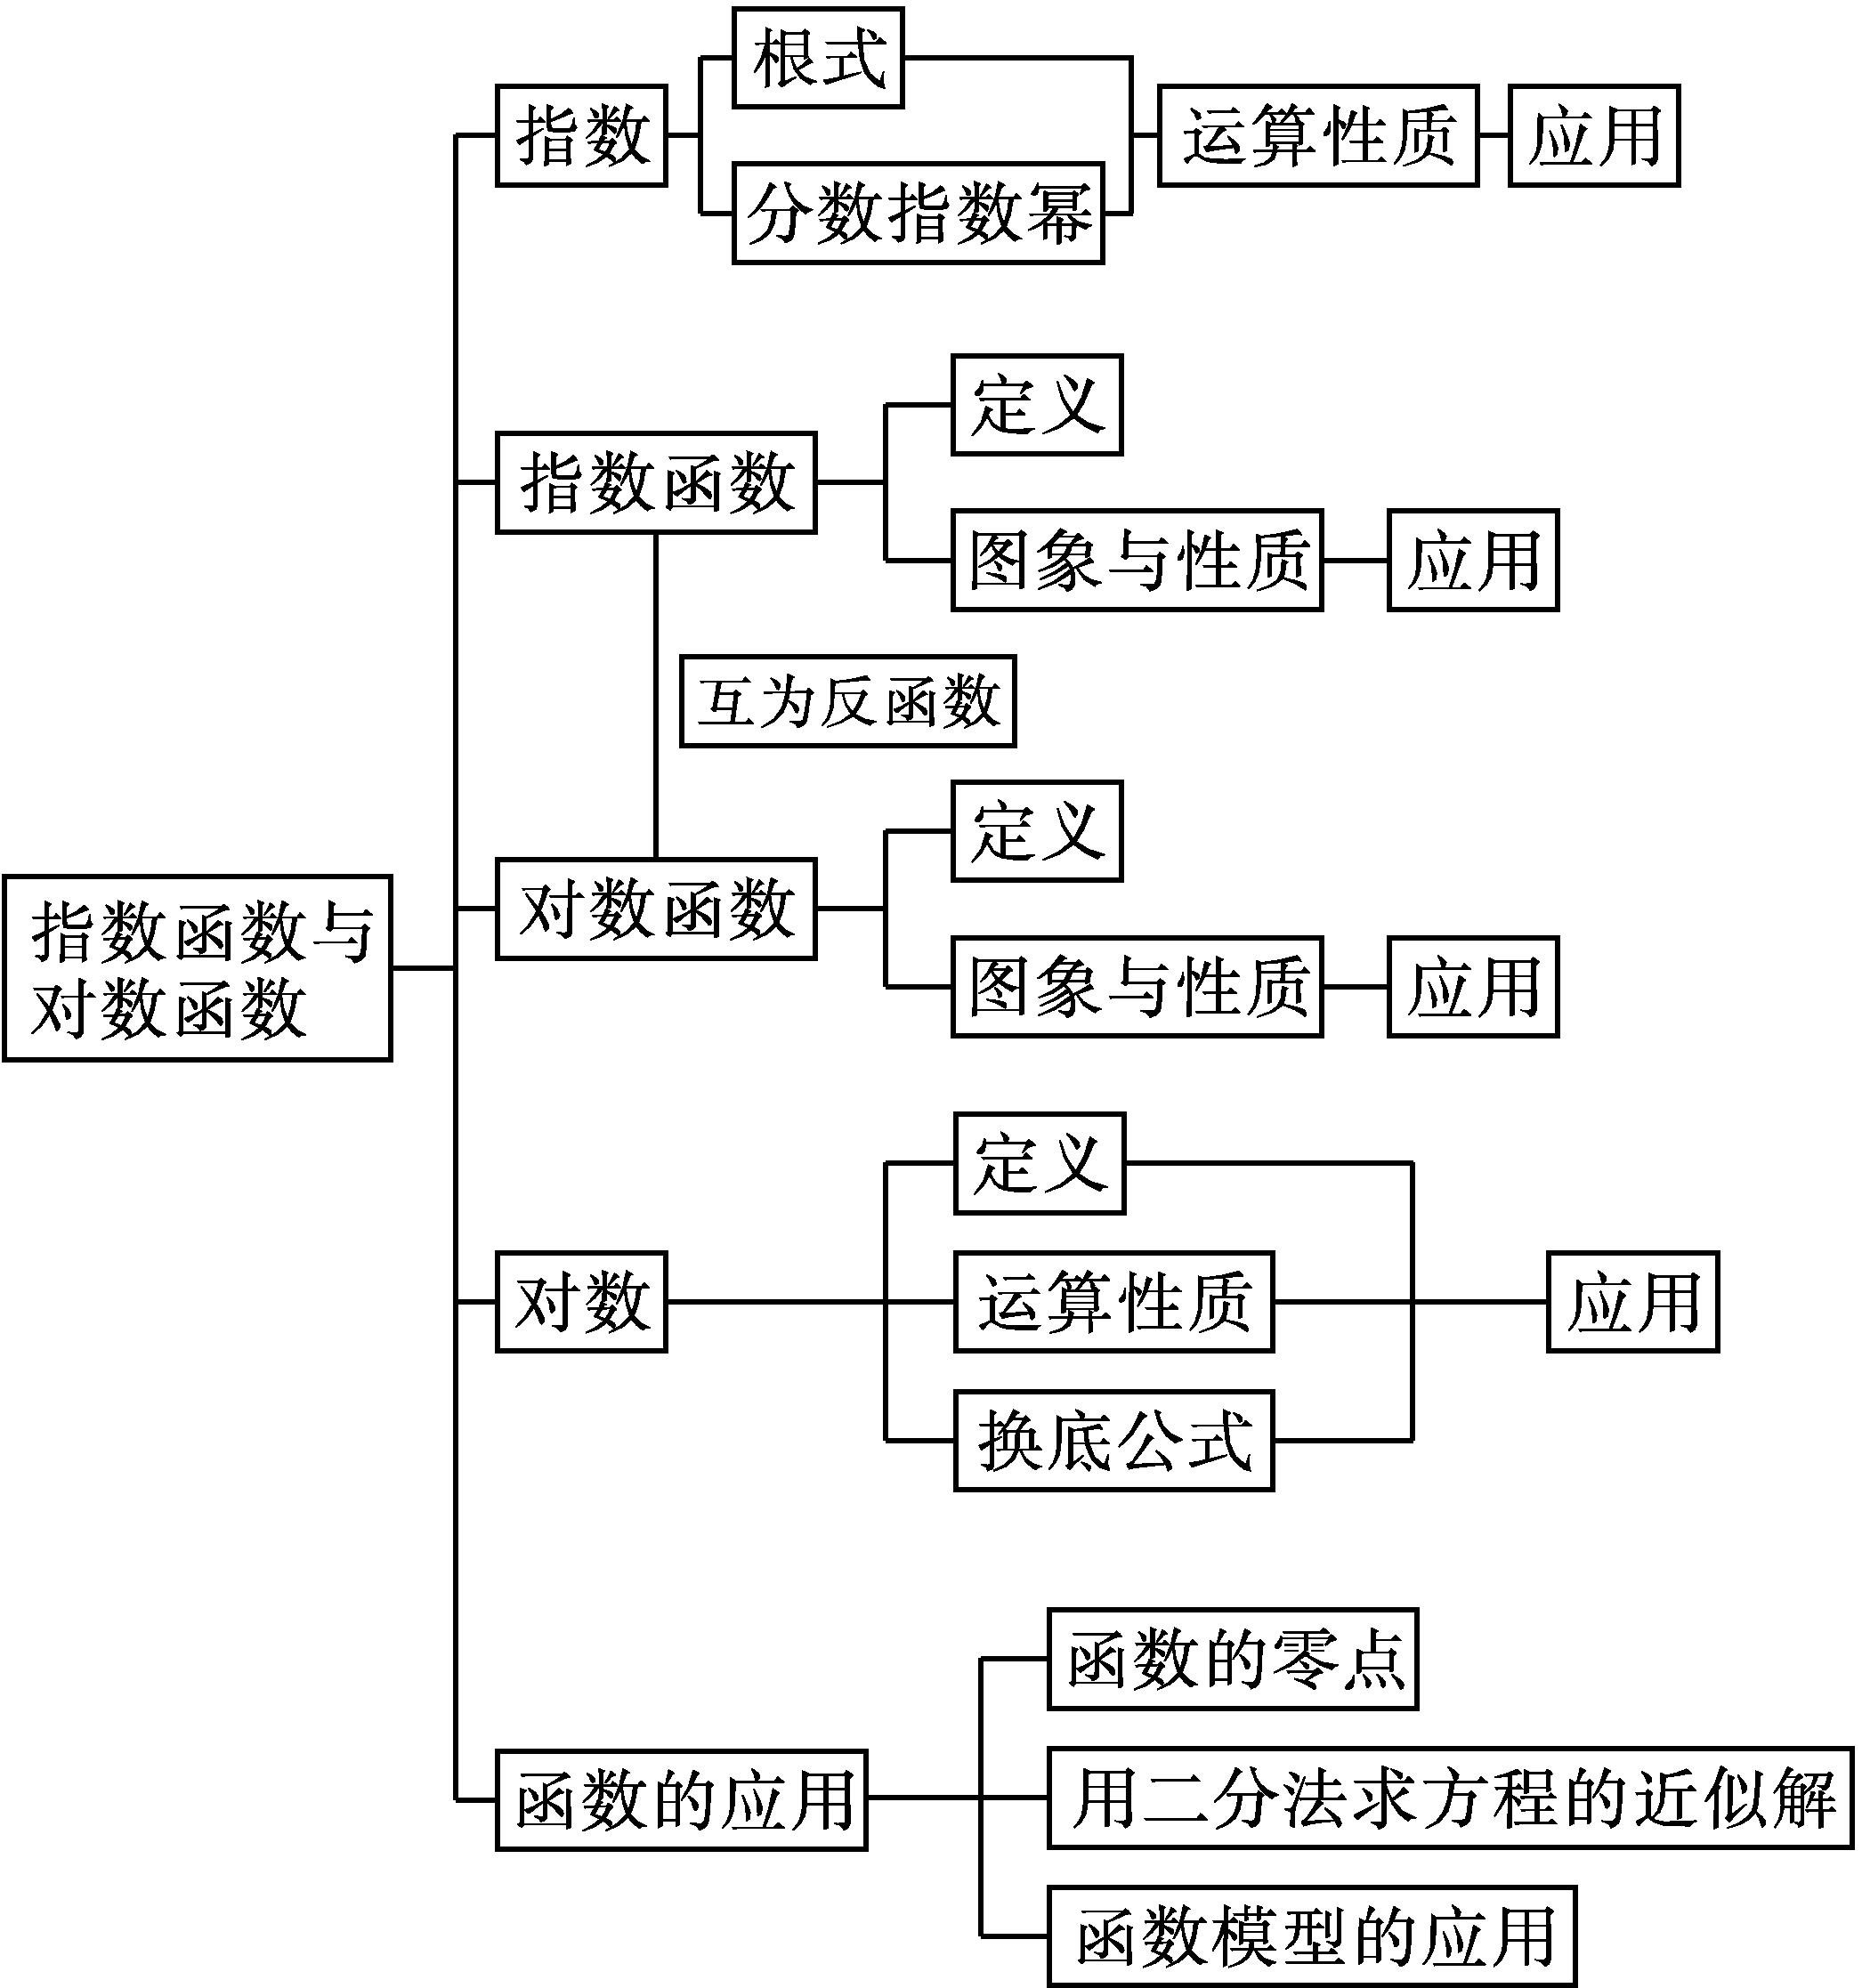 根式
指数
运算性质
应用
分数指数幂
定义
指数函数
图象与性质
应用
互为反函数
定义
对数函数
指数函数与
对数函数
图象与性质
应用
定义
对数
运算性质
应用
换底公式
函数的零点
函数的应用
用二分法求方程的近似解
函数模型的应用